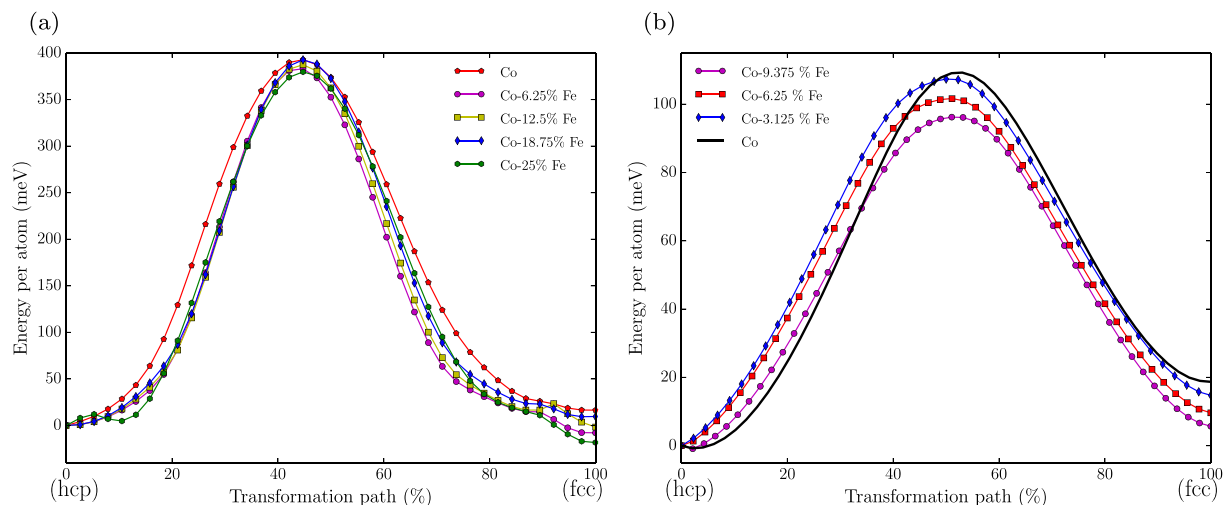 (a)
400
350
300
250
200
150
100
50
0
Energy per atom (meV)
Co
Co-6.25% Fe
Co-12.5% Fe
Co-18.75% Fe
Co-25% Fe
0 20 40 60 80 100
(hcp) Transformation path (%) (fcc)
(b)
100
80
60
40
20
0
Energy per atom (meV)
Co-9.375 % Fe
Co-6.25 % Fe
Co-3.125 % Fe
Co
0 20 40 60 80 100
(hcp) Transformation path (%) (fcc)